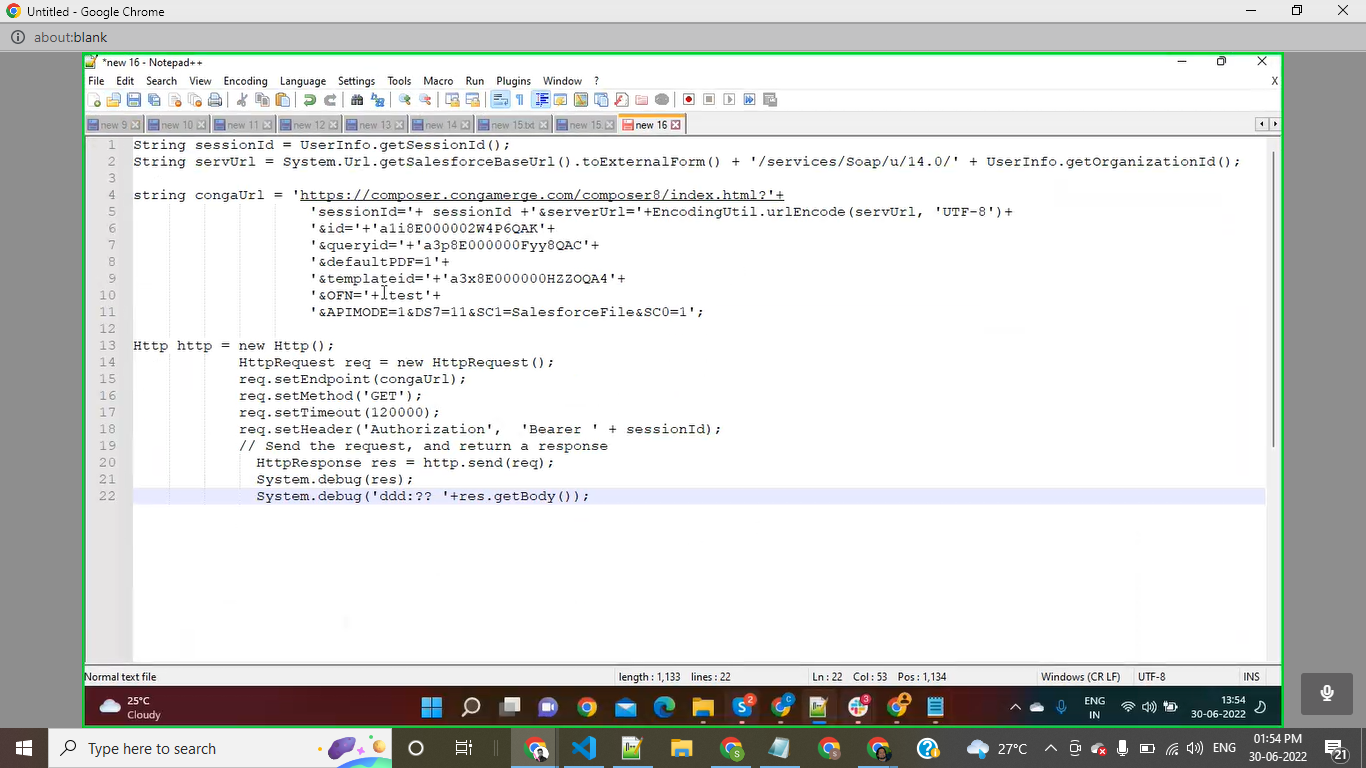 Untitled - Google Chrome
about:blank
*new 16 - Notepad++
File Edit Search View Encoding Language Settings Tools Macro Run Plugins Window ? X
new 9 new 10 new 11 new 12 new 13 new 14 new 15.txt new 15 new 16
1 String sessionId = UserInfo.getSessionId();
2 String servUrl = System.Url.getSalesforceBaseUrl().toExternalForm() + '/services/Soap/u/14.0/' + UserInfo.getOrganizationId();
3
4 string congaUrl = 'https://composer.congamerge.com/composer8/index.html?'+
5 'sessionId='+ sessionId +'&serverUrl='+EncodingUtil.urlEncode(servUrl, 'UTF-8')+
6 '&id='+'a1i8E000002W4P6QAK'+
7 '&queryid='+'a3p8E000000Fyy8QAC'+
8 '&defaultPDF=1'+
9 '&templateid='+'a3x8E000000HZZOQA4'+
10 '&OFN='+'test'+
11 '&APIMODE=1&DS7=11&SC1=SalesforceFile&SC0=1';
12
13 Http http = new Http();
14 HttpRequest req = new HttpRequest();
15 req.setEndpoint(congaUrl);
16 req.setMethod('GET');
17 req.setTimeout(120000);
18 req.setHeader('Authorization', 'Bearer ' + sessionId);
19 // Send the request, and return a response
20 HttpResponse res = http.send(req);
21 System.debug(res);
22 System.debug('ddd:?? '+res.getBody());
Normal text file length : 1,133 lines : 22 Ln : 22 Col : 53 Pos : 1,134 Windows (CR LF) UTF-8 INS
25°C
Cloudy
2
3
ENG
IN
13:54
30-06-2022
Type here to search
27°C
ENG
01:54 PM
30-06-2022
21